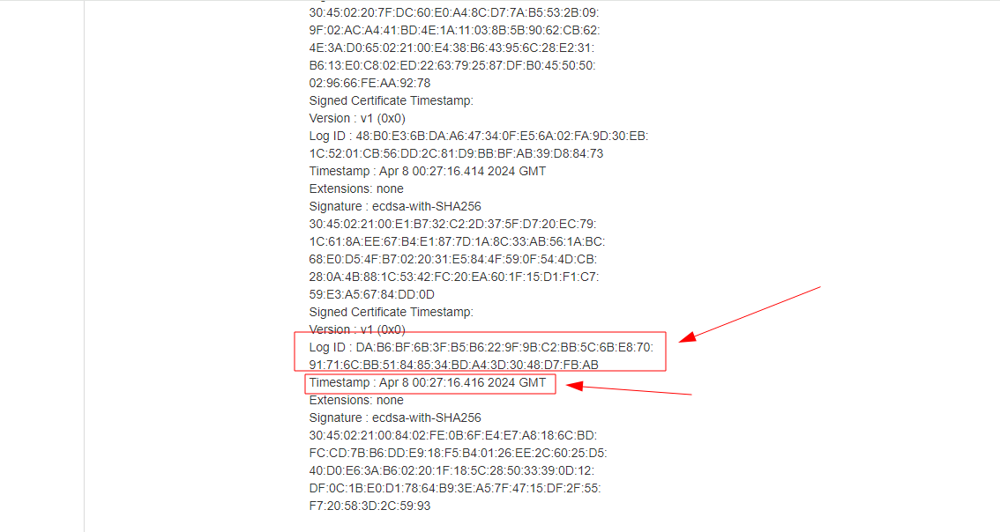 30:45:02:20:7F:DC:60:E0:A4:8C:D7:7A:B5:53:2B:09:
9F:02:AC:A4:41:BD:4E:1A:11:03:8B:5B:90:62:CB:62:
4E:3A:D0:65:02:21:00:E4:38:B6:43:95:6C:28:E2:31:
B6:13:E0:C8:02:ED:22:63:79:25:87:DF:B0:45:50:50:
02:96:66:FE:AA:92:78
Signed Certificate Timestamp:
Version : v1 (0x0)
Log ID : 48:B0:E3:6B:DA:A6:47:34:0F:E5:6A:02:FA:9D:30:EB:
1C:52:01:CB:56:DD:2C:81:D9:BB:BF:AB:39:D8:84:73
Timestamp : Apr 8 00:27:16.414 2024 GMT
Extensions: none
Signature : ecdsa-with-SHA256
30:45:02:21:00:E1:B7:32:C2:2D:37:5F:D7:20:EC:79:
1C:61:8A:EE:67:B4:E1:87:7D:1A:8C:33:AB:56:1A:BC:
68:E0:D5:4F:B7:02:20:31:E5:84:4F:59:0F:54:4D:CB:
28:0A:4B:88:1C:53:42:FC:20:EA:60:1F:15:D1:F1:C7:
59:E3:A5:67:84:DD:0D
Signed Certificate Timestamp:
Version : v1 (0x0)
Log ID : DA:B6:BF:6B:3F:B5:B6:22:9F:9B:C2:BB:5C:6B:E8:70:
91:71:6C:BB:51:84:85:34:BD:A4:3D:30:48:D7:FB:AB
Timestamp : Apr 8 00:27:16.416 2024 GMT
Extensions: none
Signature : ecdsa-with-SHA256
30:45:02:21:00:84:02:FE:0B:6F:E4:E7:A8:18:6C:BD:
FC:CD:7B:B6:DD:E9:18:F5:B4:01:26:EE:2C:60:25:D5:
40:D0:E6:3A:B6:02:20:1F:18:5C:28:50:33:39:0D:12:
DF:0C:1B:E0:D1:78:64:B9:3E:A5:7F:47:15:DF:2F:55:
F7:20:58:3D:2C:59:93